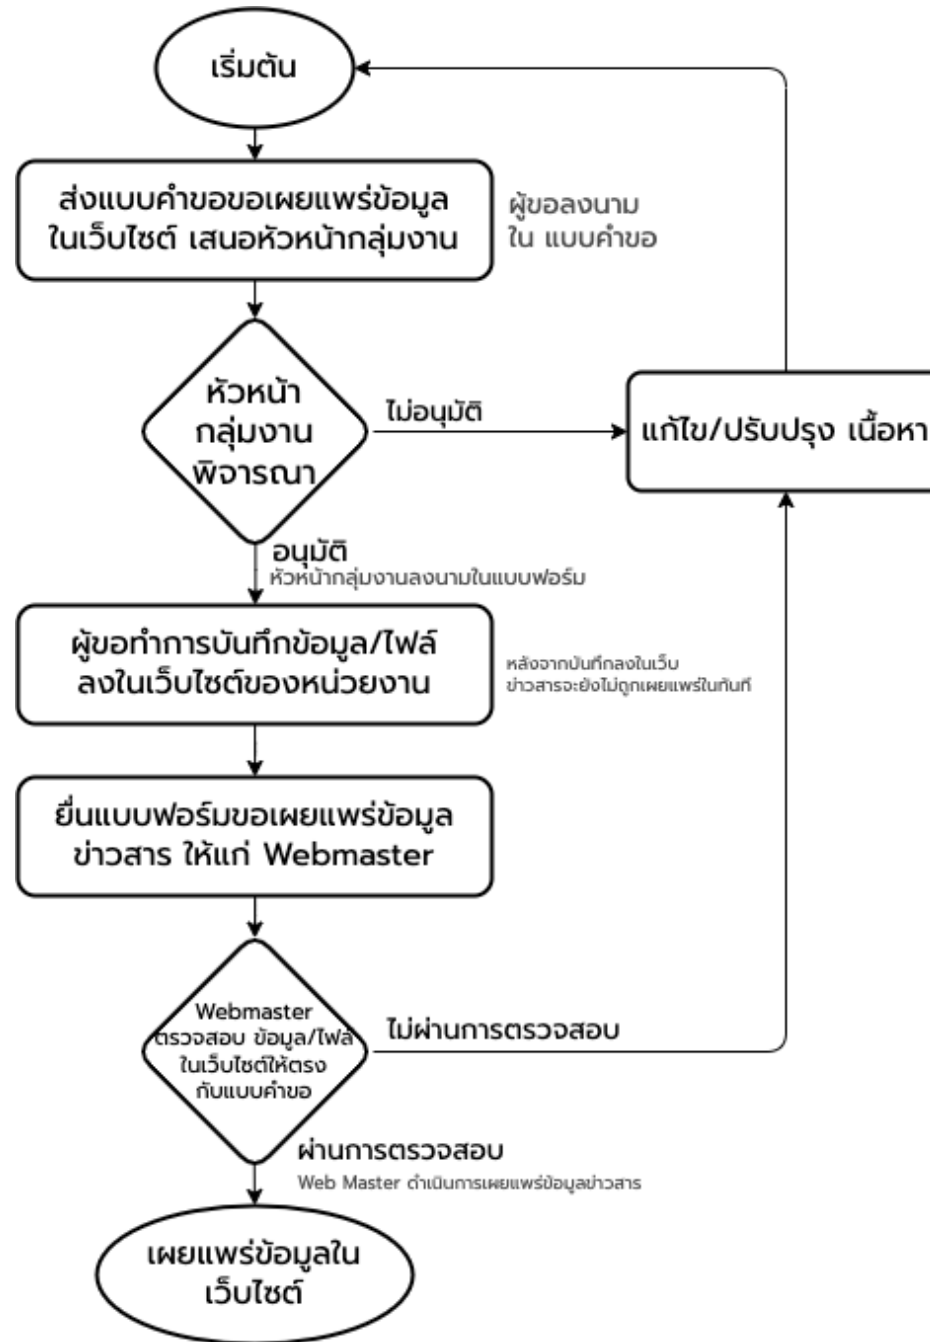 เริ่มต้น
ส่งแบบคำขอขอเผยแพร่ข้อมูล
ในเว็บไซต์ เสนอหัวหน้ากลุ่มงาน
ผู้ขอลงนาม
ใน แบบคำขอ
หัวหน้า
กลุ่มงาน
พิจารณา
ไม่อนุมัติ
แก้ไข/ปรับปรุง เนื้อหา
อนุมัติ
หัวหน้ากลุ่มงานลงนามในแบบฟอร์ม
ผู้ขอทำการบันทึกข้อมูล/ไฟล์
ลงในเว็บไซต์ของหน่วยงาน
หลังจากบันทึกลงในเว็บ
ข่าวสารจะยังไม่ถูกเผยแพร่ในทันที
ยื่นแบบฟอร์มขอเผยแพร่ข้อมูล
ข่าวสาร ให้แก่ Webmaster
Webmaster
ตรวจสอบ ข้อมูล/ไฟล์
ในเว็บไซต์ให้ตรง
กับแบบคำขอ
ไม่ผ่านการตรวจสอบ
ผ่านการตรวจสอบ
Web Master ดำเนินการเผยแพร่ข้อมูลข่าวสาร
เผยแพร่ข้อมูลใน
เว็บไซต์